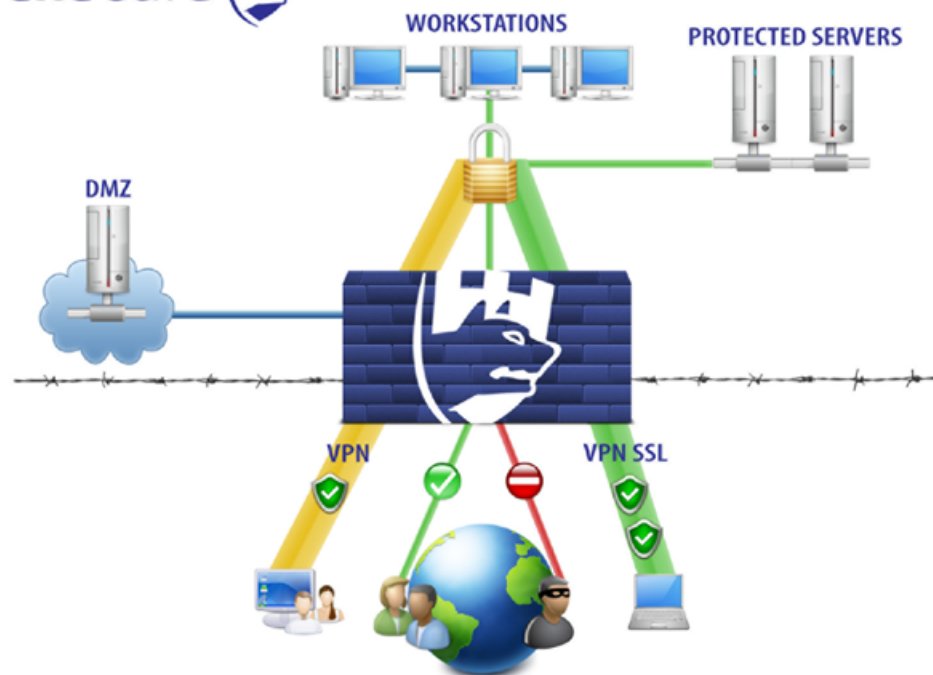 WORKSTATIONS
PROTECTED SERVERS
DMZ
VPN
VPN SSL